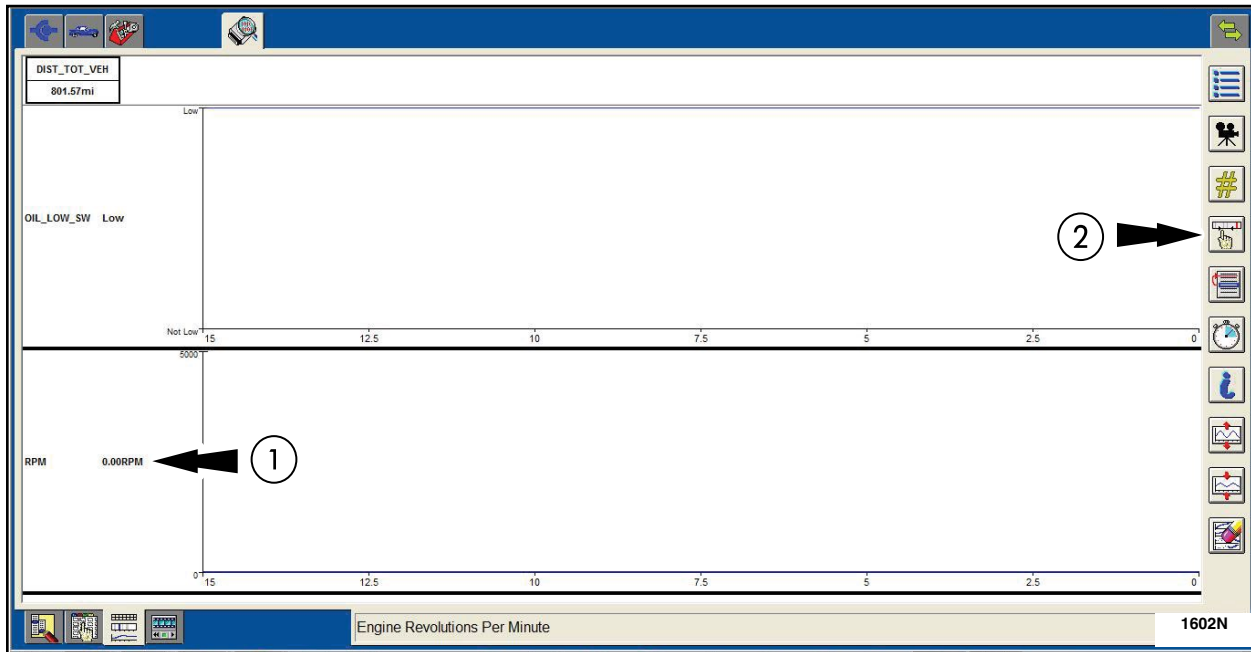 DIST_TOT_VEH
801.57mi
Low
OIL_LOW_SW Low
2
Not Low
15 12.5 10 7.5 5 2.5 0
5000
RPM 0.00RPM
1
0
15 12.5 10 7.5 5 2.5 0
Engine Revolutions Per Minute
1602N